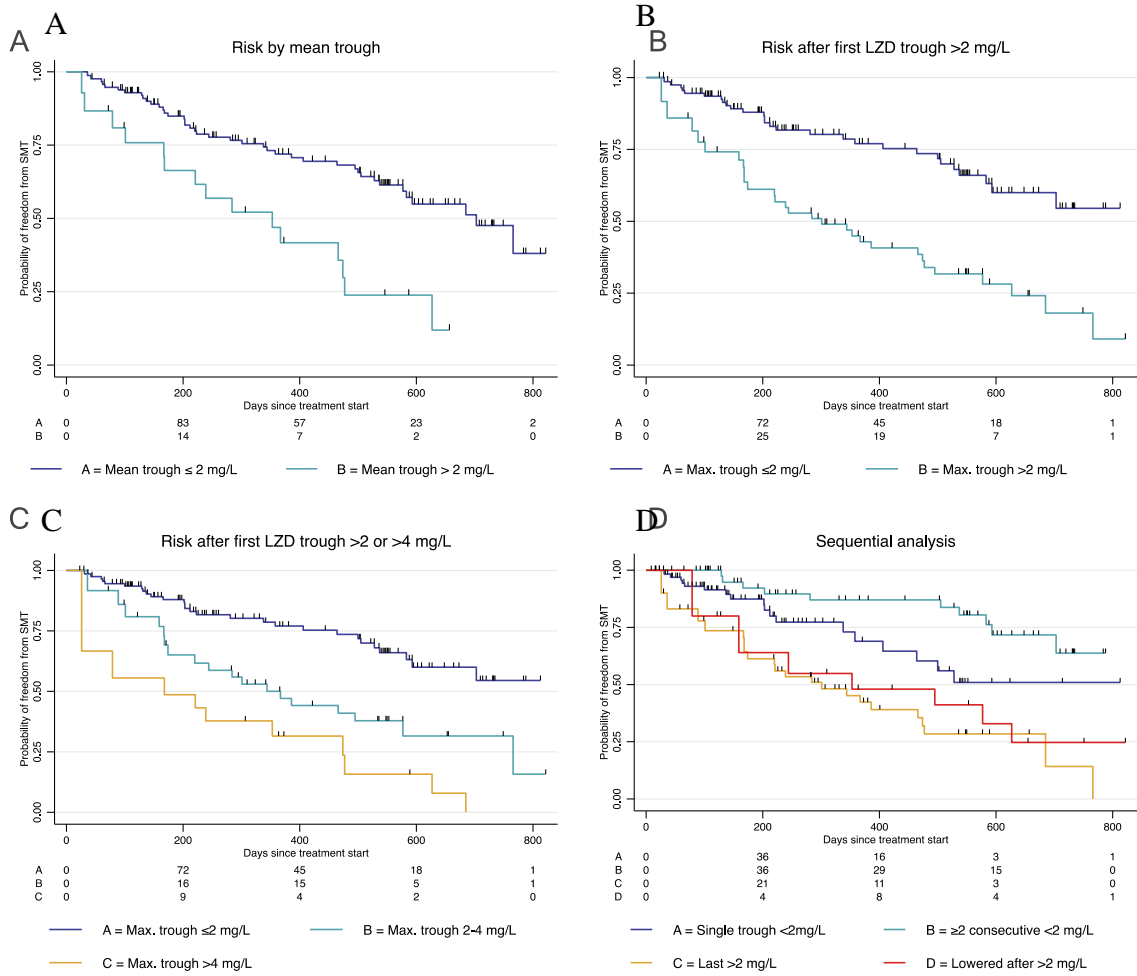 A
A
Risk by mean trough
Probability of freedom from SMT
1.00
0.75
0.50
0.25
0.00
0 200 400 600 800
Days since treatment start
A 0 83 57 23 2
B 0 14 7 2 0
A = Mean trough ≤ 2 mg/L B = Mean trough > 2 mg/L
B
B
Risk after first LZD trough >2 mg/L
Probability of freedom from SMT
1.00
0.75
0.50
0.25
0.00
0 200 400 600 800
Days since treatment start
A 0 72 45 18 1
B 0 25 19 7 1
A = Max. trough ≤2 mg/L B = Max. trough >2 mg/L
C
C
Risk after first LZD trough >2 or >4 mg/L
Probability of freedom from SMT
1.00
0.75
0.50
0.25
0.00
0 200 400 600 800
Days since treatment start
A 0 72 45 18 1
B 0 16 15 5 1
C 0 9 4 2 0
A = Max. trough ≤2 mg/L B = Max. trough 2-4 mg/L
C = Max. trough >4 mg/L
D
D
Sequential analysis
Probability of freedom from SMT
1.00
0.75
0.50
0.25
0.00
0 200 400 600 800
Days since treatment start
A 0 36 16 3 1
B 0 36 29 15 0
C 0 21 11 3 0
D 0 4 8 4 1
A = Single trough <2mg/L B = ≥2 consecutive <2 mg/L
C = Last >2 mg/L D = Lowered after >2 mg/L